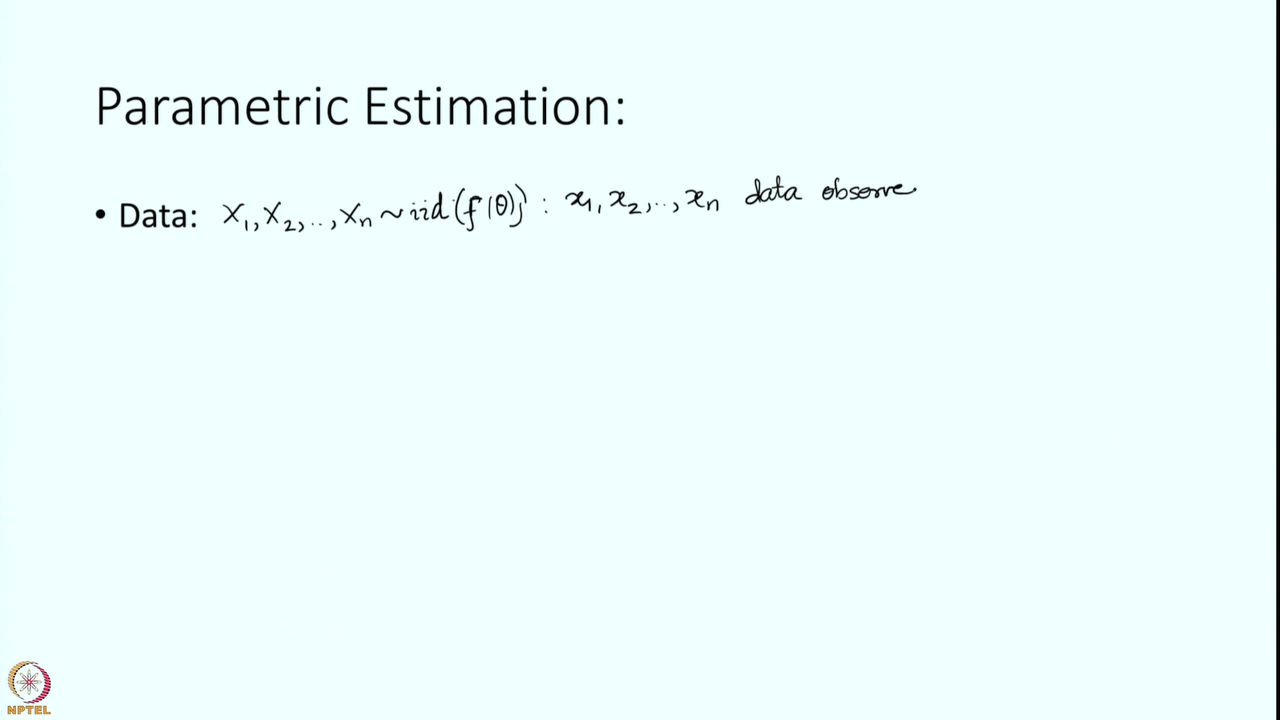 Parametric Estimation:
• Data: X₁, X₂, .., Xₙ ~ iid (f(θ)) : x₁, x₂, .., xₙ data observe
NPTEL